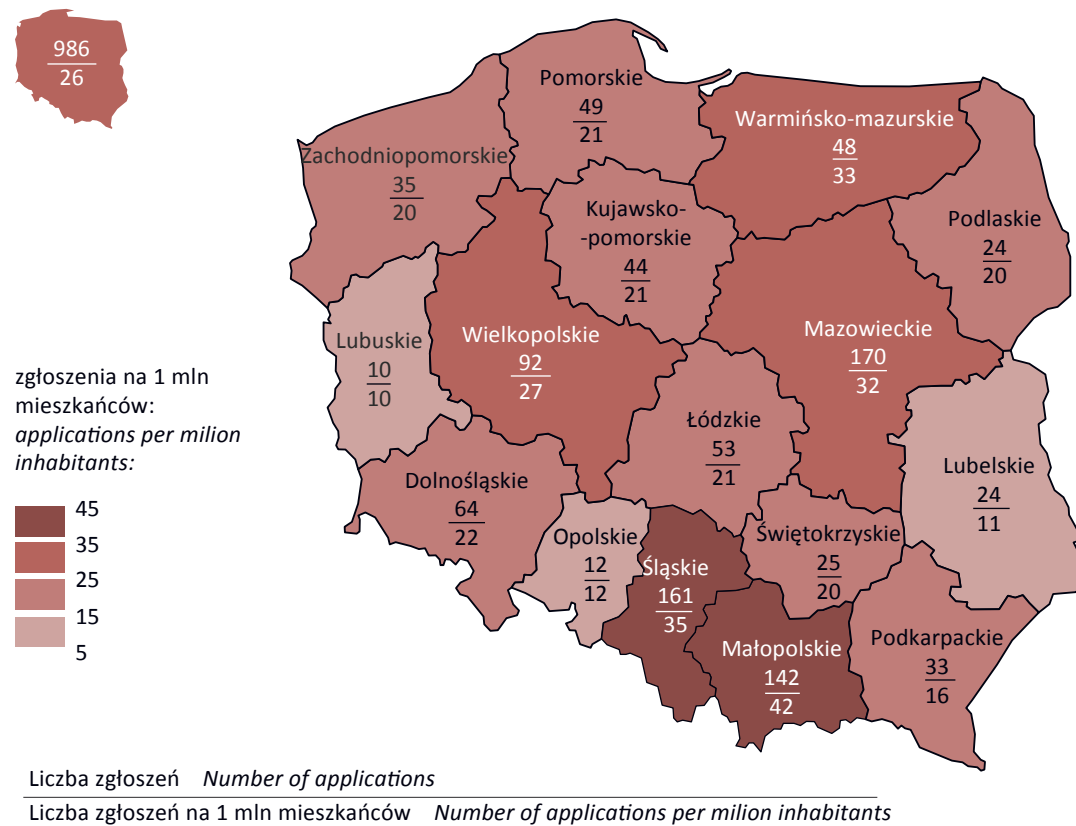 986
26
Pomorskie
49
21
Warmińsko-mazurskie
48
33
Zachodniopomorskie
35
20
Kujawsko-
-pomorskie
44
21
Podlaskie
24
20
Lubuskie
10
10
Wielkopolskie
92
27
Mazowieckie
170
32
zgłoszenia na 1 mln
mieszkańców:
applications per milion
inhabitants:
45
35
25
15
5
Łódzkie
53
21
Lubelskie
24
11
Dolnośląskie
64
22
Opolskie
12
12
Śląskie
161
35
Świętokrzyskie
25
20
Małopolskie
142
42
Podkarpackie
33
16
Liczba zgłoszeń Number of applications
Liczba zgłoszeń na 1 mln mieszkańców Number of applications per milion inhabitants